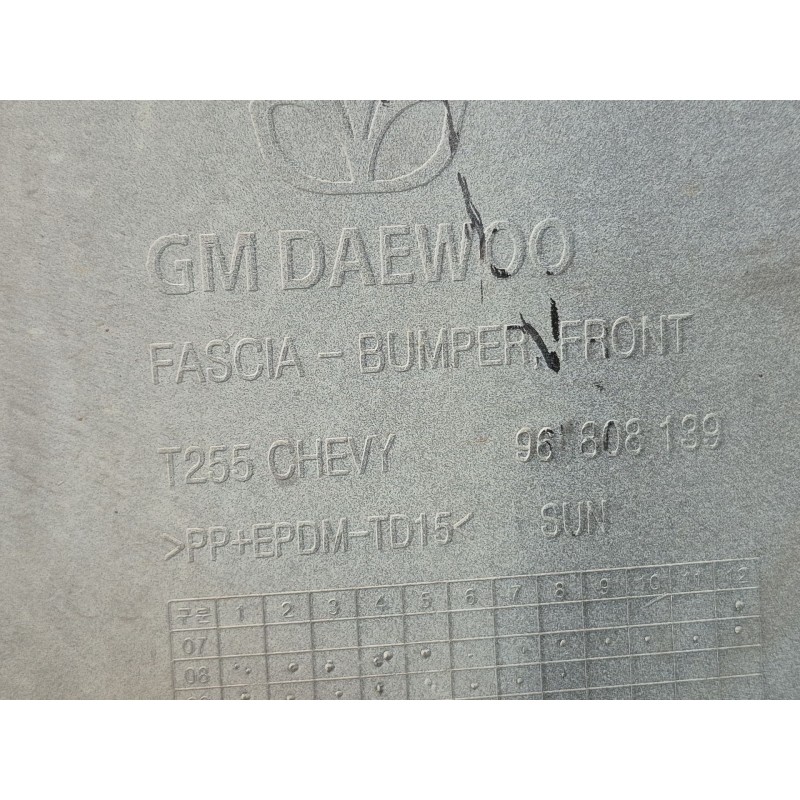 GM DAEWOO
FASCIA - BUMPER, FRONT
T255 CHEVY 96 808 199
>PP+EPDM-TD15< SUN
구분 1 2 3 4 5 6 7 8 9 10 11 12
07
08